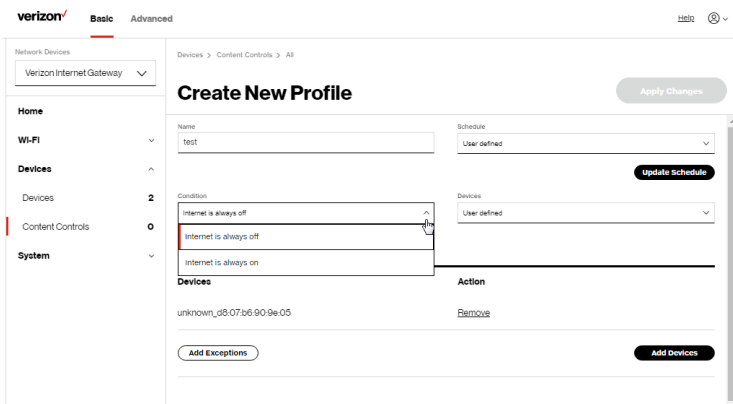 verizon✓ Basic Advanced Help
Network Devices
Verizon Internet Gateway
Home
Wi-Fi
Devices
Devices 2
Content Controls 0
System
Devices > Content Controls > All
Create New Profile
Apply Changes
Name
test
Schedule
User defined
Update Schedule
Condition
Internet is always off
Internet is always off
Internet is always on
Devices
User defined
Devices Action
unknown_d8:07:b6:90:9e:05 Remove
Add Exceptions Add Devices